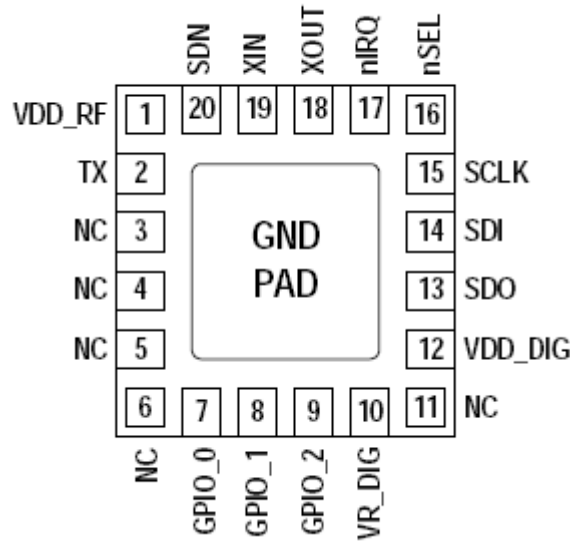 SDN XIN XOUT nIRQ nSEL
VDD_RF 1 20 19 18 17 16
TX 2 15 SCLK
NC 3 GND 14 SDI
NC 4 PAD 13 SDO
NC 5 12 VDD_DIG
6 7 8 9 10 11 NC
NC GPIO_0 GPIO_1 GPIO_2 VR_DIG